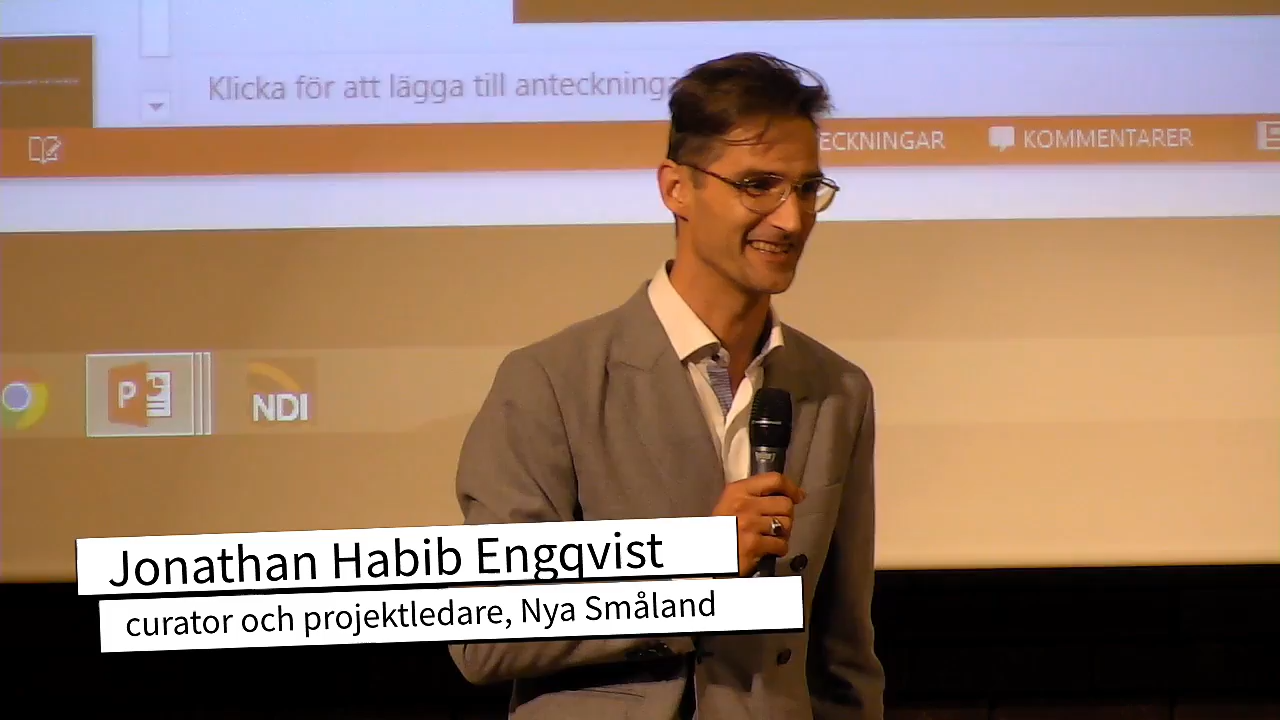 Klicka för att lägga till anteckninga
ECKNINGAR
KOMMENTARER
P
NDI
Jonathan Habib Engqvist
curator och projektledare, Nya Småland